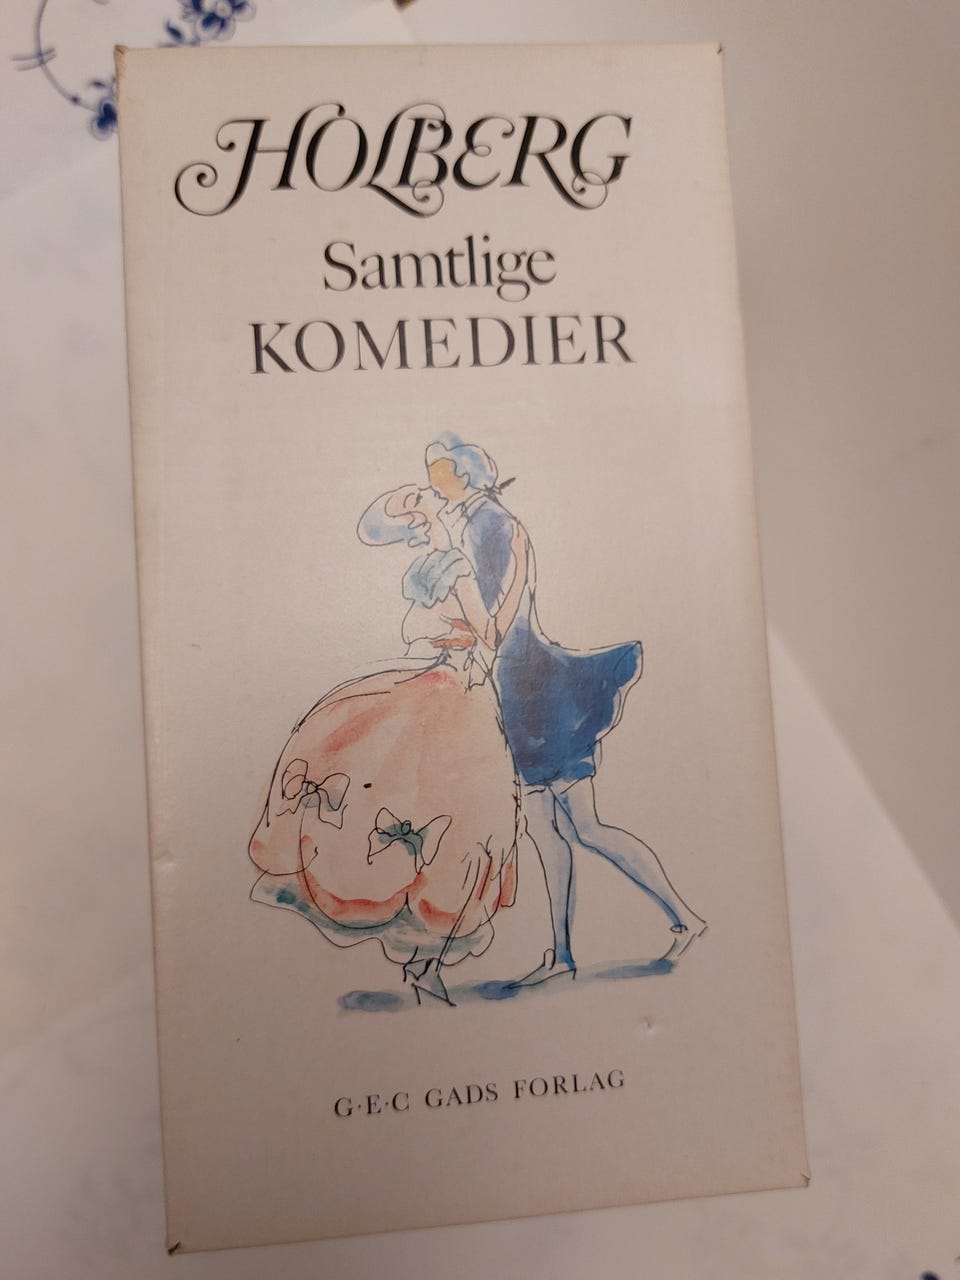 HOLBERG
Samtlige
KOMEDIER
G·E·C GADS FORLAG